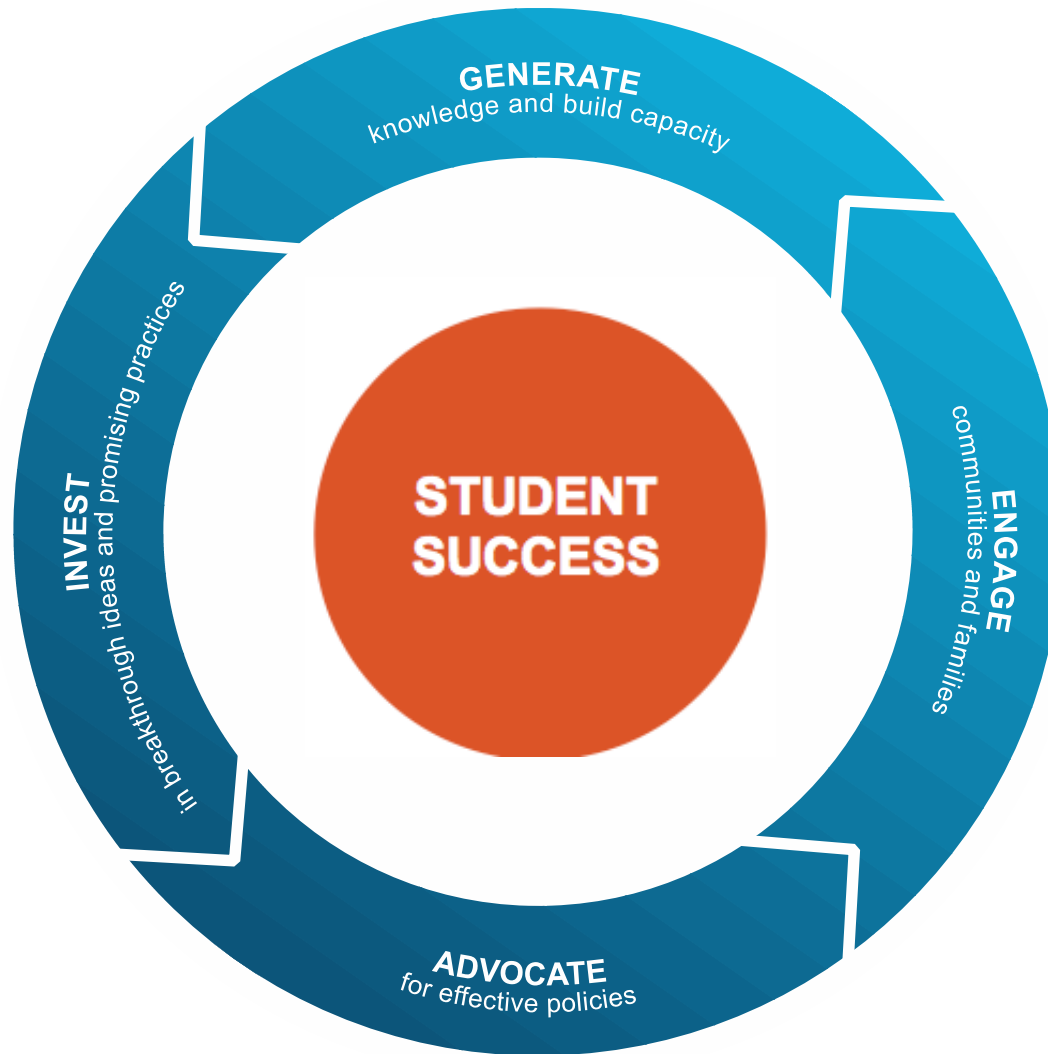 GENERATE
knowledge and build capacity
ENGAGE
communities and families
ADVOCATE
for effective policies
INVEST
in breakthrough ideas and promising practices
STUDENT
SUCCESS